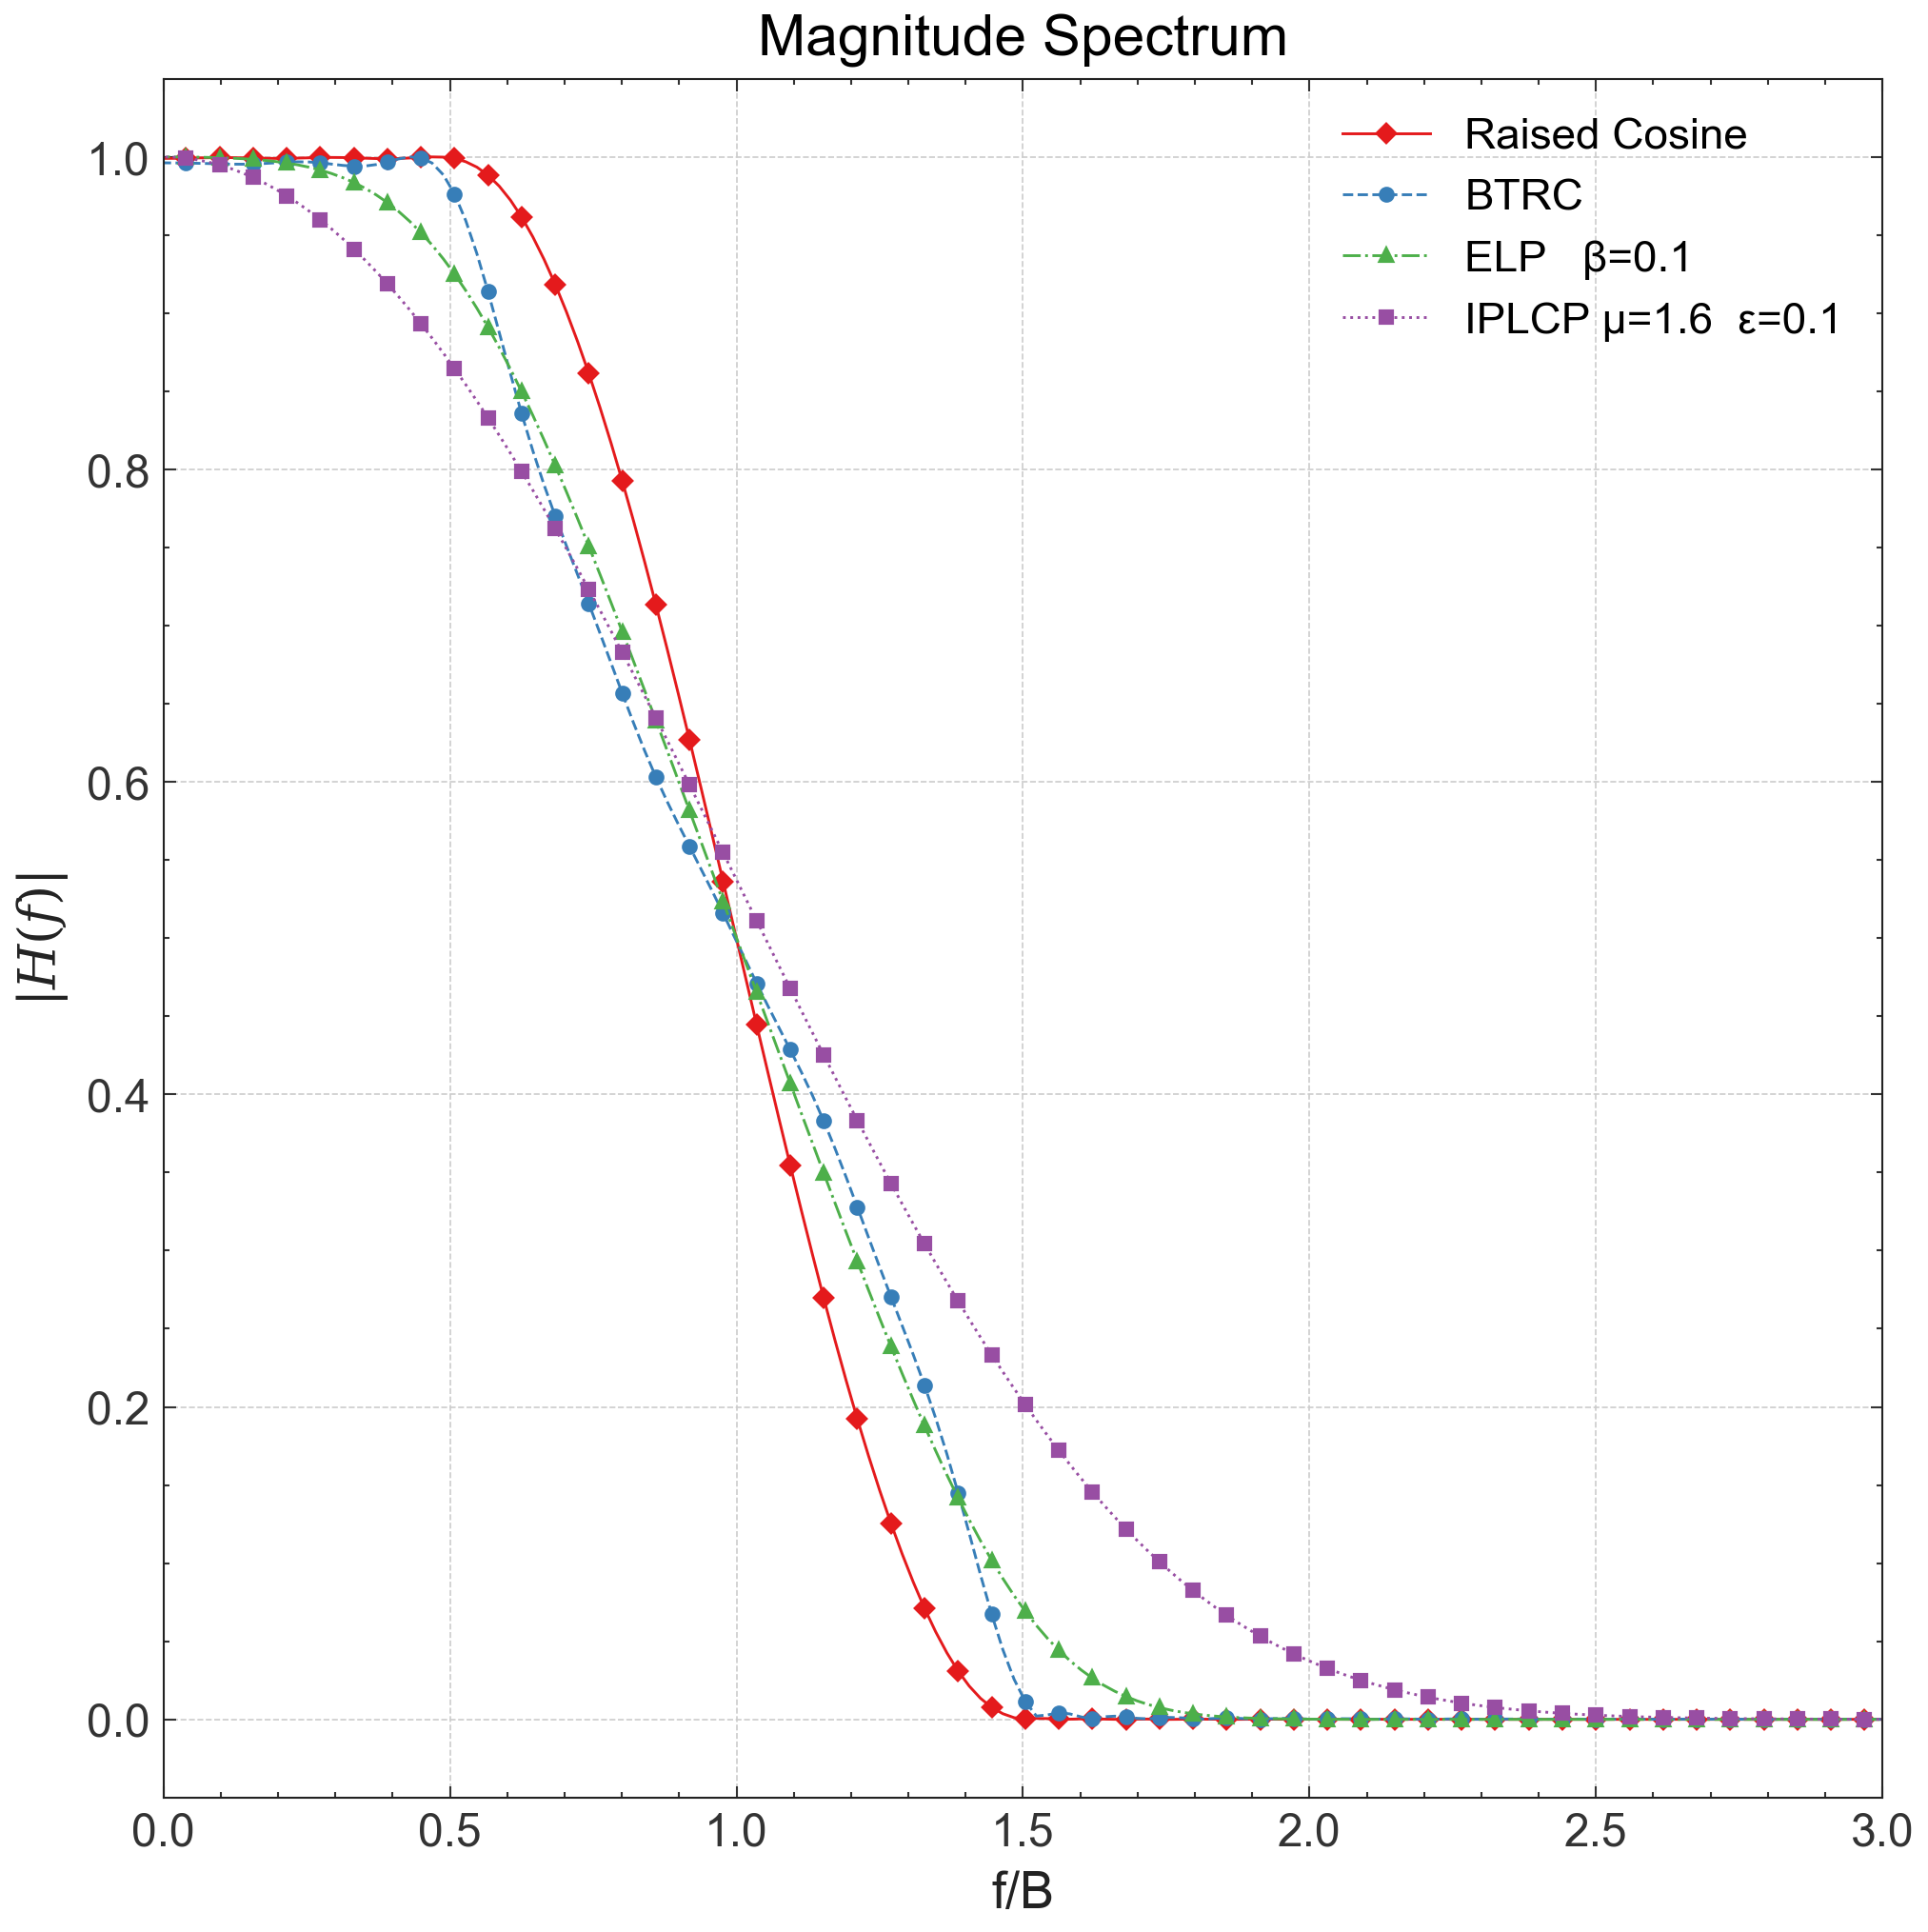 Magnitude Spectrum
Raised Cosine
BTRC
ELP   β=0.1
IPLCP μ=1.6  ε=0.1
1.0
0.8
0.6
0.4
0.2
0.0
|H(f)|
0.0 0.5 1.0 1.5 2.0 2.5 3.0
f/B